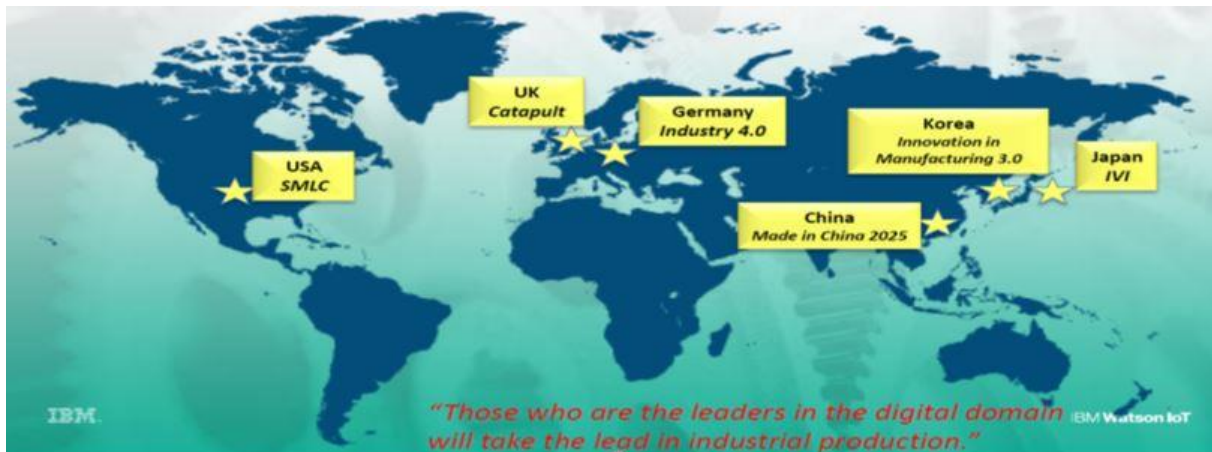 UK
Catapult
Germany
Industry 4.0
Korea
Innovation in
Manufacturing 3.0
Japan
IVI
USA
SMLC
China
Made in China 2025
“Those who are the leaders in the digital domain
will take the lead in industrial production.”
IBM.
IBM Watson IoT